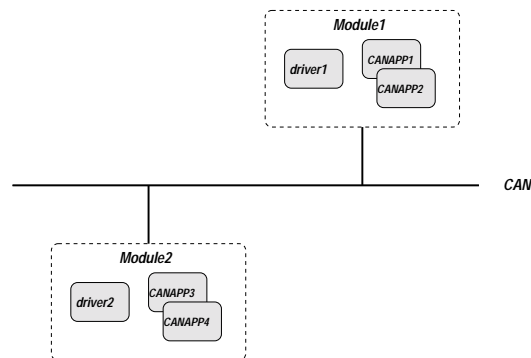 Module1
driver1
CANAPP1
CANAPP2
CAN
Module2
driver2
CANAPP3
CANAPP4